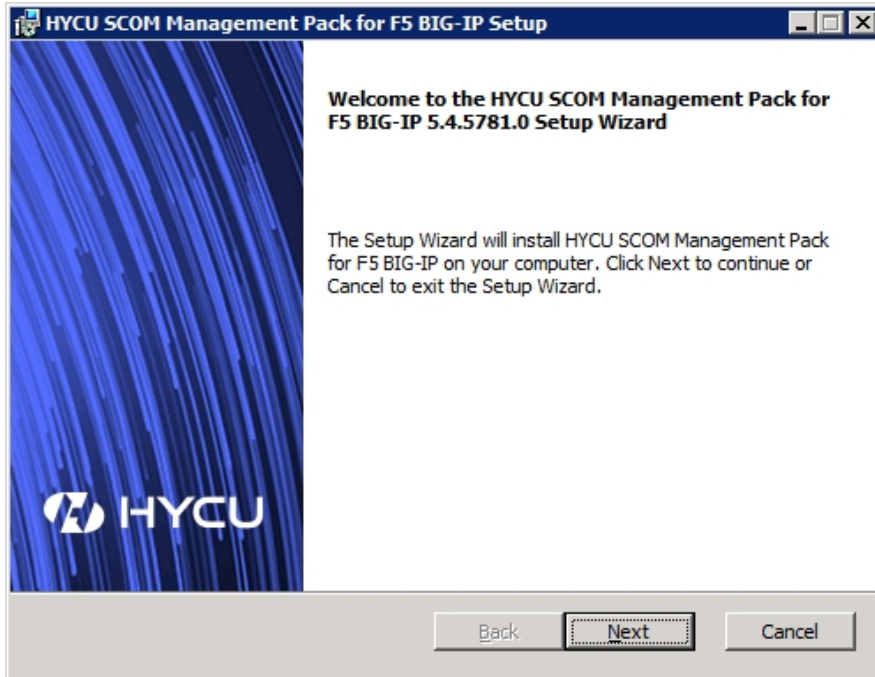 HYCU SCOM Management Pack for F5 BIG-IP Setup
Welcome to the HYCU SCOM Management Pack for
F5 BIG-IP 5.4.5781.0 Setup Wizard
The Setup Wizard will install HYCU SCOM Management Pack
for F5 BIG-IP on your computer. Click Next to continue or
Cancel to exit the Setup Wizard.
HYCU
Back Next Cancel